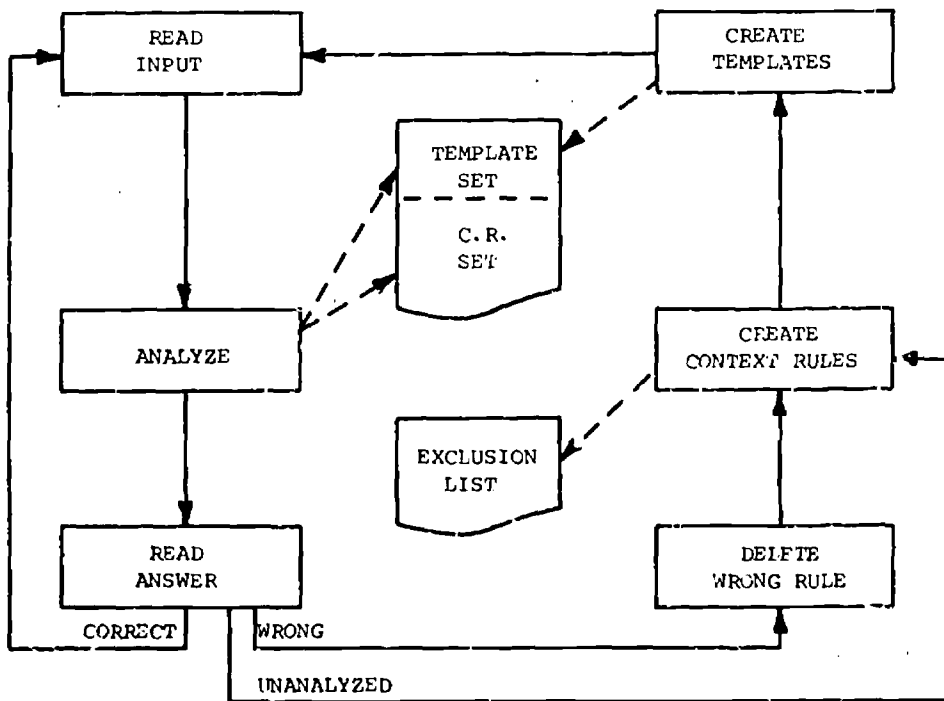 READ
INPUT
CREATE
TEMPLATES
TEMPLATE
SET
C.R.
SET
ANALYZE
CREATE
CONTEXT RULES
EXCLUSION
LIST
READ
ANSWER
DELETE
WRONG RULE
CORRECT
WRONG
UNANALYZED